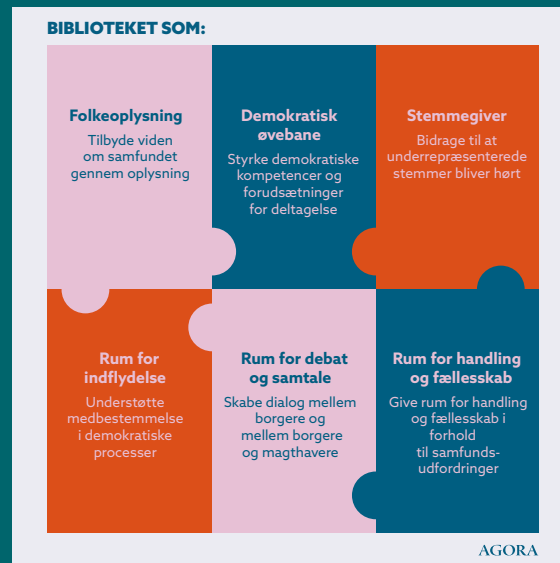 BIBLIOTEKET SOM:
Folkeoplysning
Tilbyde viden
om samfundet
gennem oplysning
Demokratisk
øvebane
Styrke demokratiske
kompetencer og
forudsætninger
for deltagelse
Stemmegiver
Bidrage til at
underrepræsenterede
stemmer bliver hørt
Rum for
indflydelse
Understøtte
medbestemmelse
i demokratiske
processer
Rum for debat
og samtale
Skabe dialog mellem
borgere og
mellem borgere
og magthavere
Rum for handling
og fællesskab
Give rum for handling
og fællesskab i
forhold
til samfunds-
udfordringer
AGORA